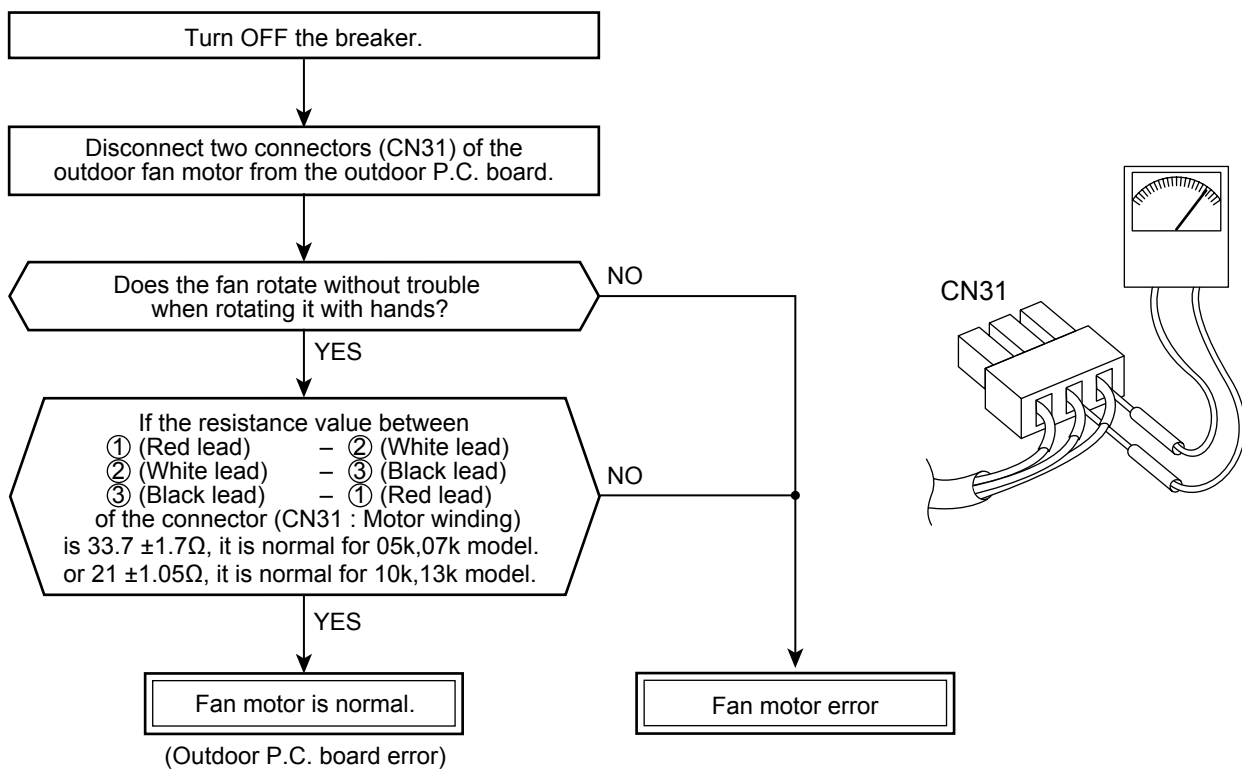 Turn OFF the breaker.
Disconnect two connectors (CN31) of the
outdoor fan motor from the outdoor P.C. board.
Does the fan rotate without trouble
when rotating it with hands?
NO
YES
If the resistance value between
① (Red lead) – ② (White lead)
② (White lead) – ③ (Black lead)
③ (Black lead) – ① (Red lead)
of the connector (CN31 : Motor winding)
is 33.7 ±1.7Ω, it is normal for 05k,07k model.
or 21 ±1.05Ω, it is normal for 10k,13k model.
NO
YES
Fan motor is normal.
(Outdoor P.C. board error)
Fan motor error
CN31